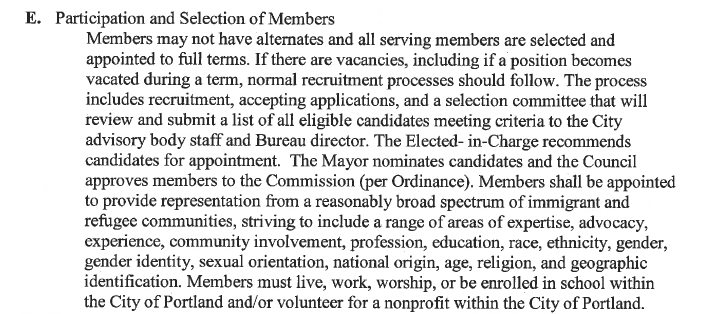 E. Participation and Selection of Members
Members may not have alternates and all serving members are selected and
appointed to full terms. If there are vacancies, including if a position becomes
vacated during a term, normal recruitment processes should follow. The process
includes recruitment, accepting applications, and a selection committee that will
review and submit a list of all eligible candidates meeting criteria to the City
advisory body staff and Bureau director. The Elected- in-Charge recommends
candidates for appointment.  The Mayor nominates candidates and the Council
approves members to the Commission (per Ordinance). Members shall be appointed
to provide representation from a reasonably broad spectrum of immigrant and
refugee communities, striving to include a range of areas of expertise, advocacy,
experience, community involvement, profession, education, race, ethnicity, gender,
gender identity, sexual orientation, national origin, age, religion, and geographic
identification. Members must live, work, worship, or be enrolled in school within
the City of Portland and/or volunteer for a nonprofit within the City of Portland.